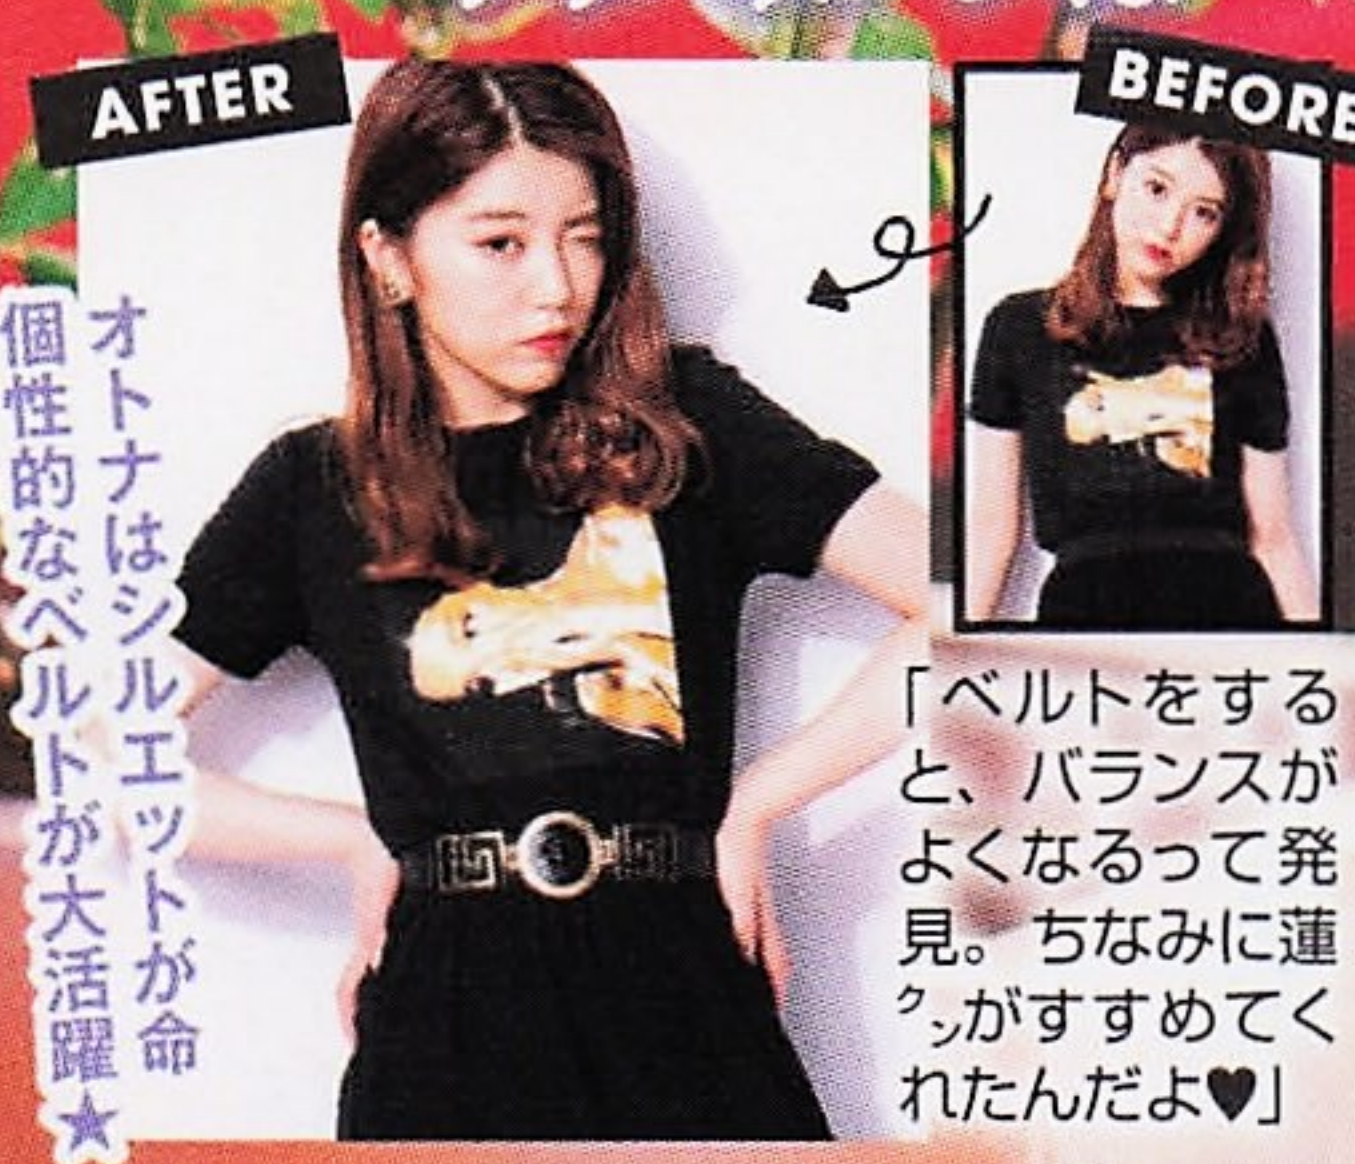 AFTER
BEFORE
オトナはシルエットが命
個性的なベルトが大活躍★
「ベルトをする
と、バランスが
よくなるって発
見。ちなみに蓮
クンがすすめてく
れたんだよ♥」